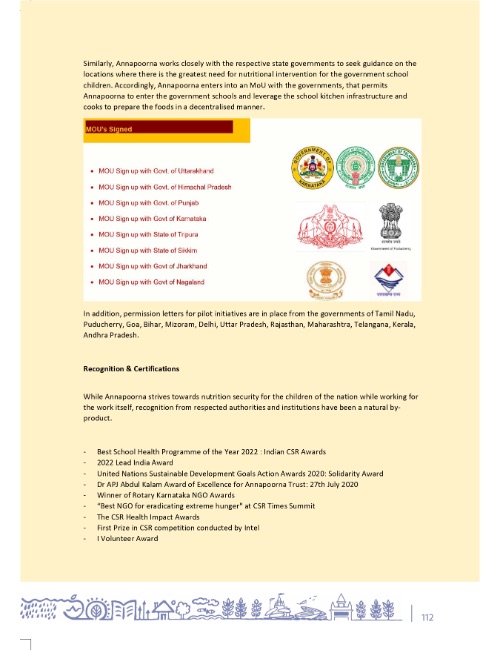 Similarly, Annapoorna works closely with the respective state governments to seek guidance on the
locations where there is the greatest need for nutritional intervention for the government school
children. Accordingly, Annapoorna enters into an MoU with the governments, that permits
Annapoorna to enter the government schools and leverage the school kitchen infrastructure and
cooks to prepare the foods in a decentralised manner.
MOU's Signed
• MOU Sign up with Govt. of Uttarakhand
• MOU Sign up with Govt. of Himachal Pradesh
• MOU Sign up with Govt. of Punjab
• MOU Sign up with Govt of Karnataka
• MOU Sign up with State of Tripura
• MOU Sign up with State of Sikkim
• MOU Sign up with Govt of Jharkhand
• MOU Sign up with Govt of Nagaland
GOVERNMENT OF
KARNATAKA
Government of Puducherry
In addition, permission letters for pilot initiatives are in place from the governments of Tamil Nadu,
Puducherry, Goa, Bihar, Mizoram, Delhi, Uttar Pradesh, Rajasthan, Maharashtra, Telangana, Kerala,
Andhra Pradesh.
Recognition & Certifications
While Annapoorna strives towards nutrition security for the children of the nation while working for
the work itself, recognition from respected authorities and institutions have been a natural by-
product.
- Best School Health Programme of the Year 2022 : Indian CSR Awards
- 2022 Lead India Award
- United Nations Sustainable Development Goals Action Awards 2020: Solidarity Award
- Dr APJ Abdul Kalam Award of Excellence for Annapoorna Trust: 27th July 2020
- Winner of Rotary Karnataka NGO Awards
- "Best NGO for eradicating extreme hunger" at CSR Times Summit
- The CSR Health Impact Awards
- First Prize in CSR competition conducted by Intel
- I Volunteer Award
112